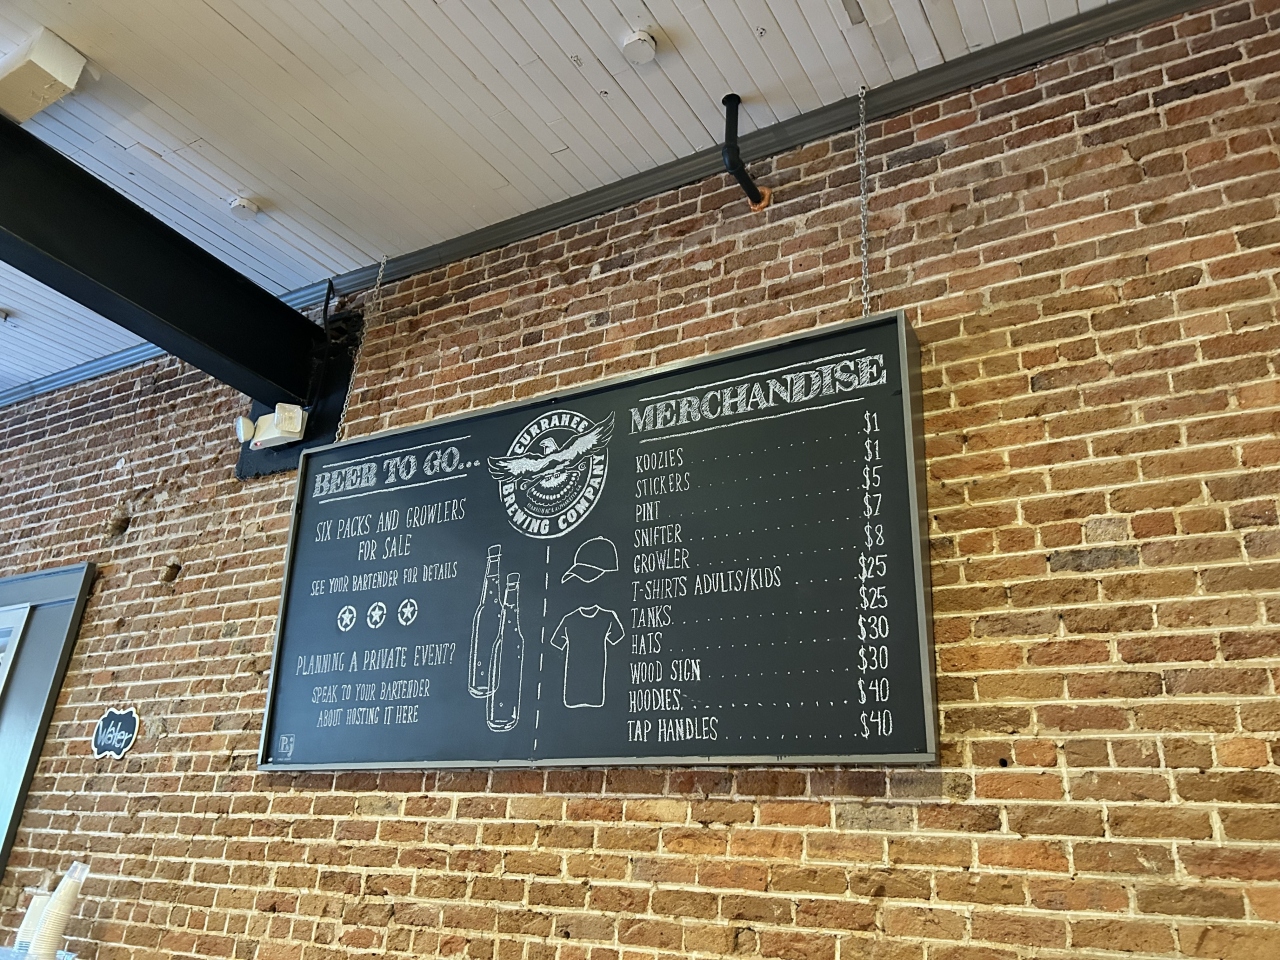 BEER TO GO...
SIX PACKS AND GROWLERS
FOR SALE
SEE YOUR BARTENDER FOR DETAILS
PLANNING A PRIVATE EVENT?
SPEAK TO YOUR BARTENDER
ABOUT HOSTING IT HERE
CURRAHEE
BREWING COMPANY
MERCHANDISE
KOOZIES $1
STICKERS $1
PINT $5
SNIFTER $7
GROWLER $8
T-SHIRTS ADULTS/KIDS $25
TANKS $25
HATS $30
WOOD SIGN $30
HOODIES $40
TAP HANDLES $40
Water